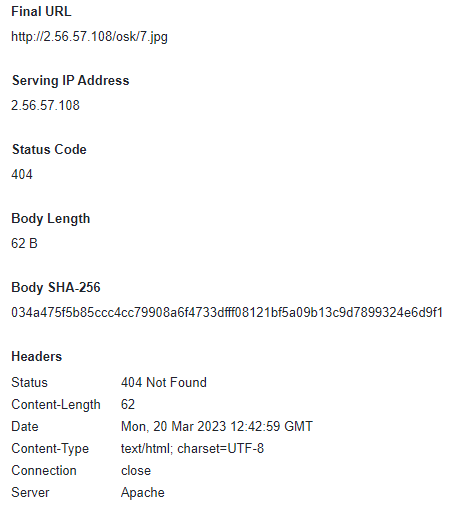 Final URL
http://2.56.57.108/osk/7.jpg
Serving IP Address
2.56.57.108
Status Code
404
Body Length
62 B
Body SHA-256
034a475f5b85ccc4cc79908a6f4733dfff08121bf5a09b13c9d7899324e6d9f1
Headers
Status 404 Not Found
Content-Length 62
Date Mon, 20 Mar 2023 12:42:59 GMT
Content-Type text/html; charset=UTF-8
Connection close
Server Apache